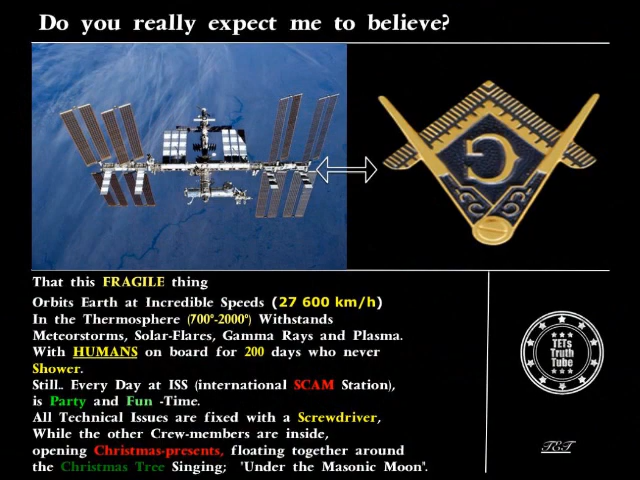 Do you really expect me to believe?
G
That this FRAGILE thing
Orbits Earth at Incredible Speeds (27 600 km/h)
In the Thermosphere (700°-2000°) Withstands
Meteorstorms, Solar-Flares, Gamma Rays and Plasma.
With HUMANS on board for 200 days who never
Shower.
Still.. Every Day at ISS (international SCAM Station),
is Party and Fun -Time.
All Technical Issues are fixed with a Screwdriver,
While the other Crew-members are inside,
opening Christmas-presents, floating together around
the Christmas Tree Singing; 'Under the Masonic Moon".
TETs
Truth
Tube
TET